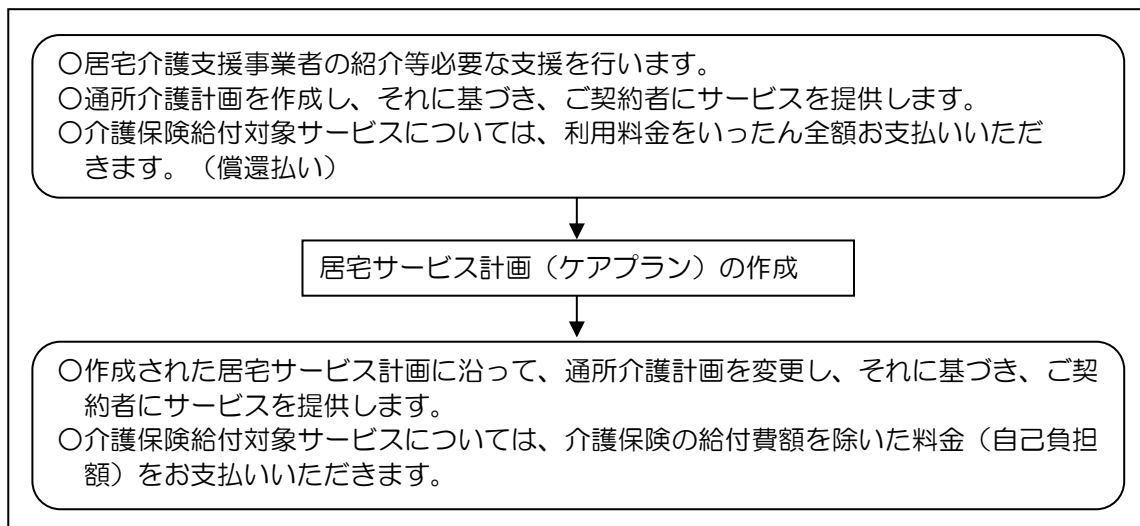 〇居宅介護支援事業者の紹介等必要な支援を行います。
〇通所介護計画を作成し、それに基づき、ご契約者にサービスを提供します。
〇介護保険給付対象サービスについては、利用料金をいったん全額お支払いいただ
きます。（償還払い）
居宅サービス計画（ケアプラン）の作成
〇作成された居宅サービス計画に沿って、通所介護計画を変更し、それに基づき、ご契
約者にサービスを提供します。
〇介護保険給付対象サービスについては、介護保険の給付費額を除いた料金（自己負担
額）をお支払いいただきます。